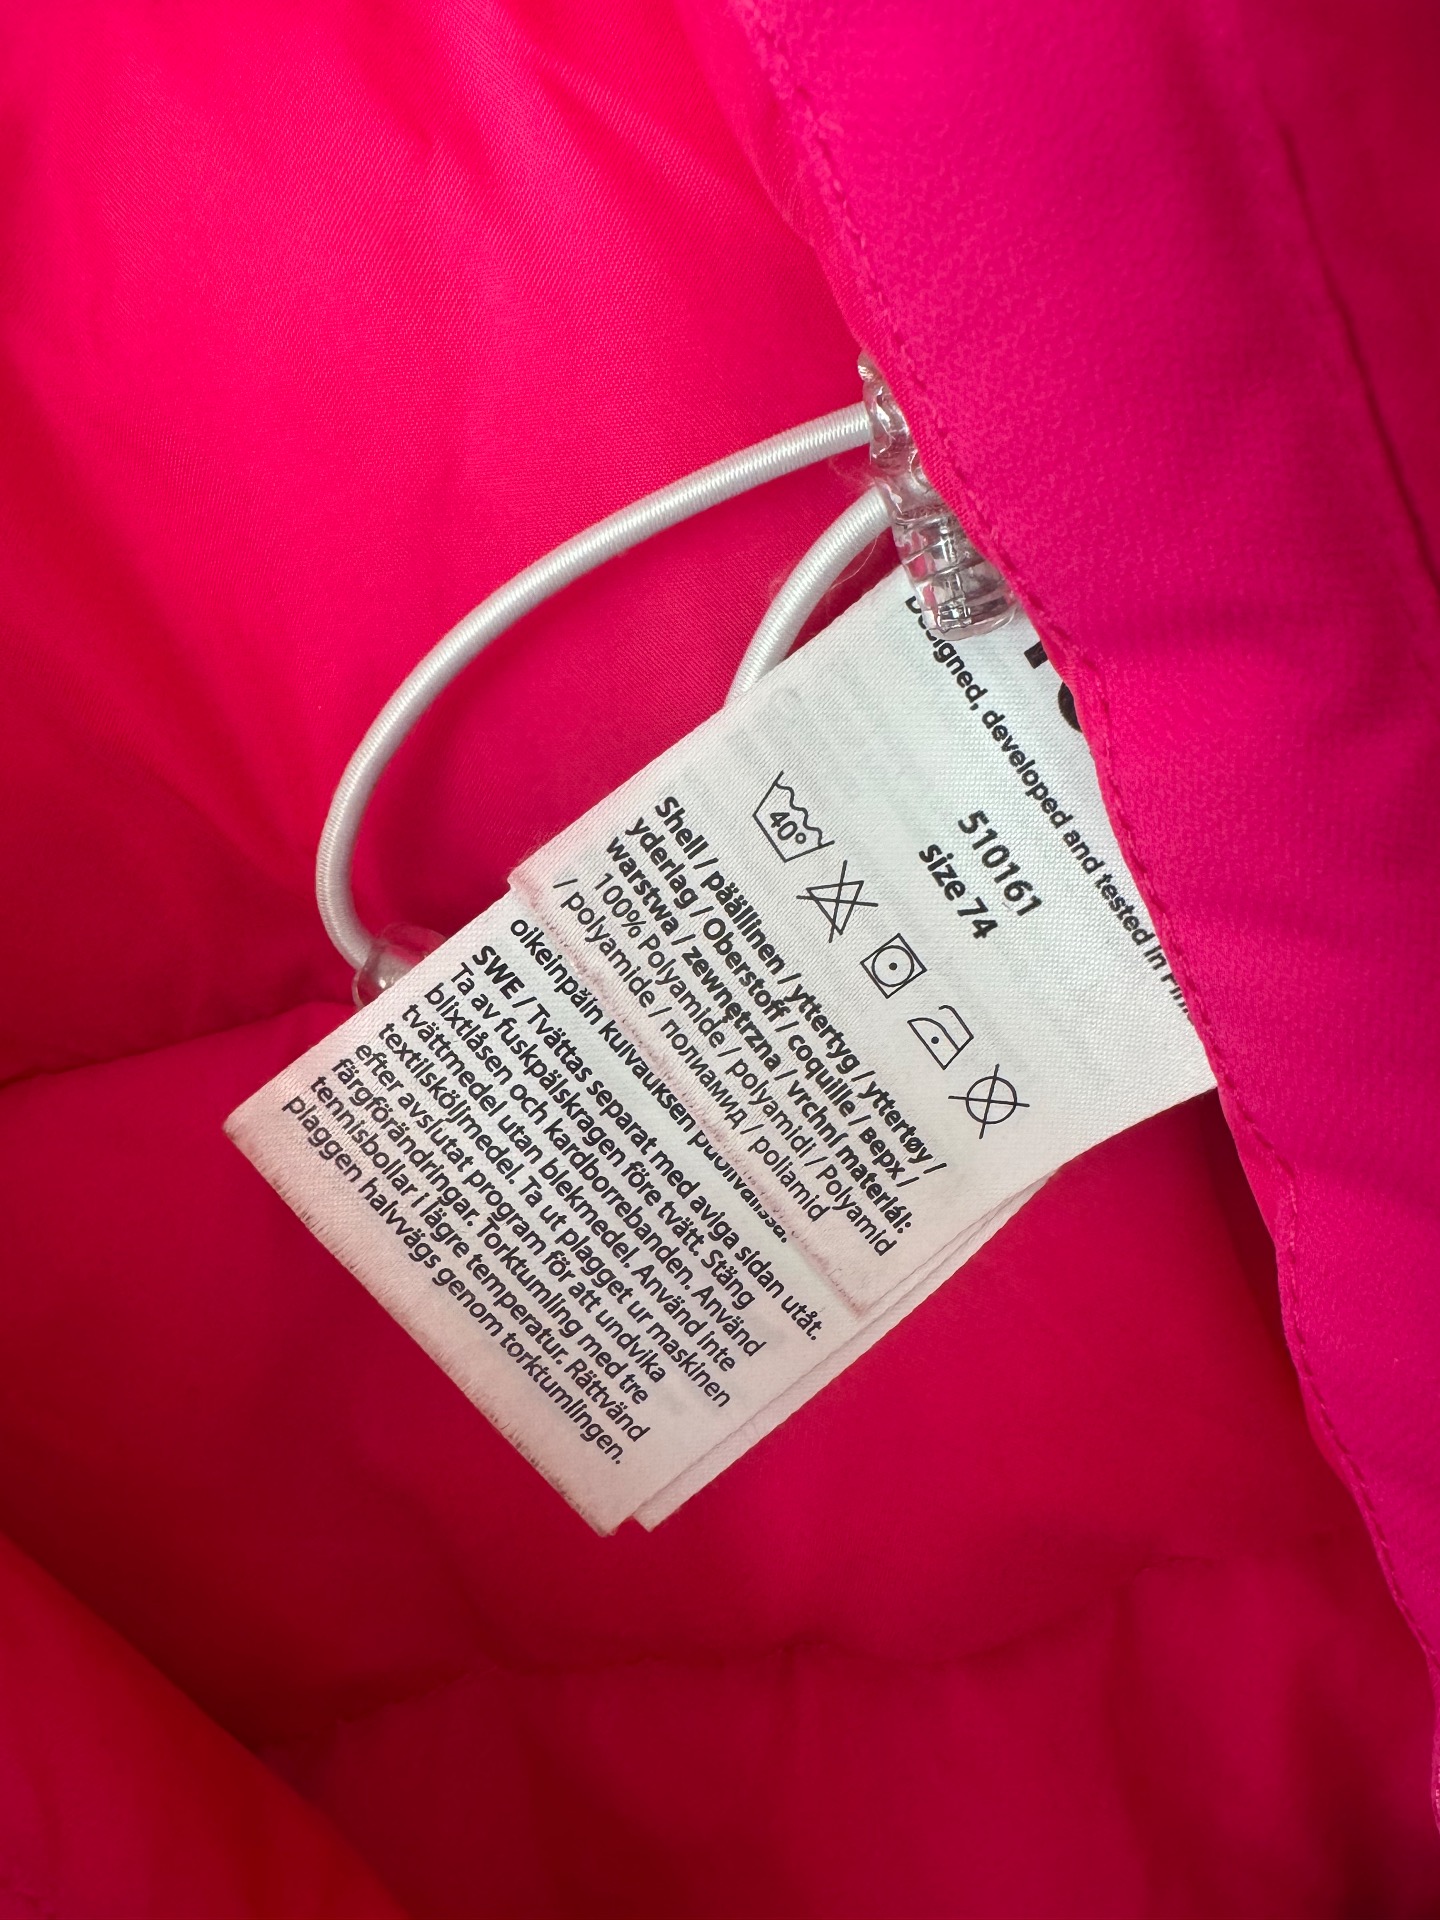 Designed, developed and tested in
510161
size 74
40°
Shell / päällinen / yttertyg / yttertøy /
yderlag / Oberstoff / coquille / верх /
warstwa / zewnętrzna / vrchní materiál:
100% Polyamide / polyamidi / Polyamid
/ polyamide / полиамид / poliamid
oikeinpäin kuivauksen puolivälissä.
SWE / Tvättas separat med aviga sidan utåt.
Ta av fuskpälskragen före tvätt. Stäng
blixtlåsen och kardborrebanden. Använd
tvättmedel utan blekmedel. Använd inte
textilsköljmedel. Ta ut plagget ur maskinen
efter avslutat program för att undvika
färgförändringar. Torktumling med tre
tennisbollar i lägre temperatur. Rättvänd
plaggen halvvägs genom torktumlingen.